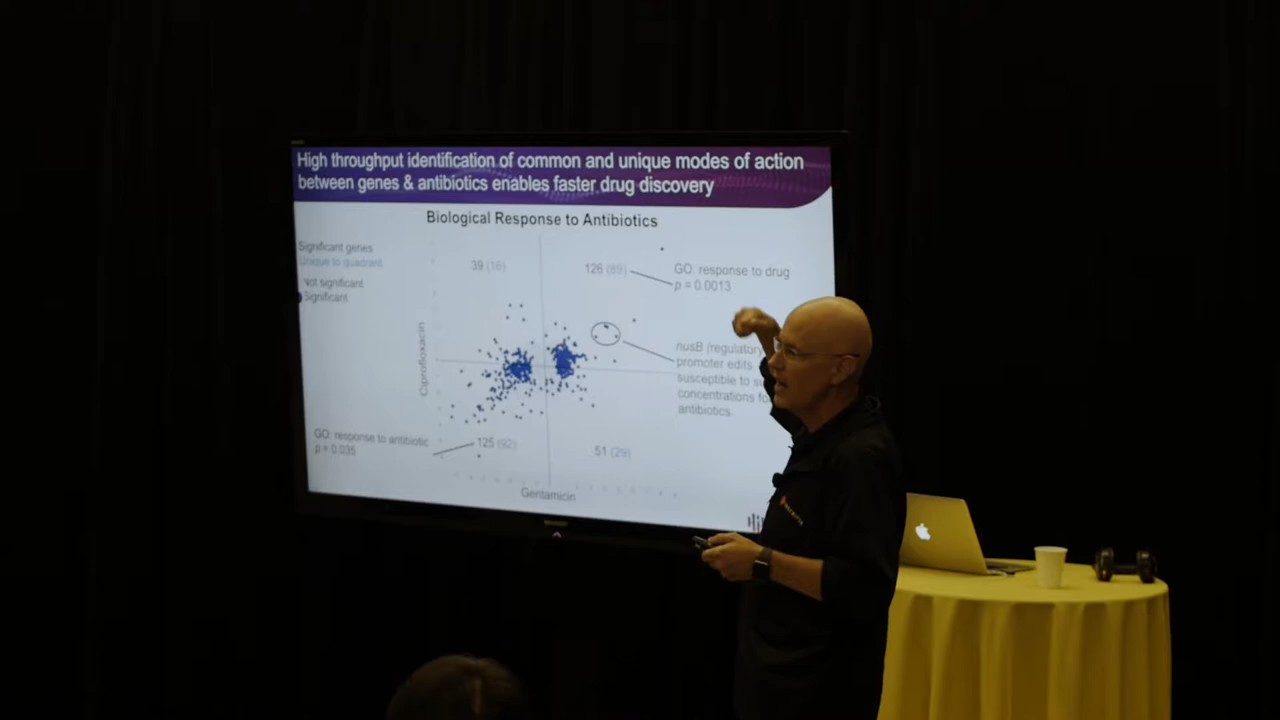 High throughput identification of common and unique modes of action
between genes & antibiotics enables faster drug discovery
Biological Response to Antibiotics
Significant genes
Unique to quadrant
Not significant
Significant
39 (16)
126 (89)
GO: response to drug
p = 0.0013
Ciprofloxacin
nusB (regulatory
promoter edits
susceptible to
concentrations
antibiotics.
GO: response to antibiotic
p = 0.035
125 (92)
51 (29)
Gentamicin